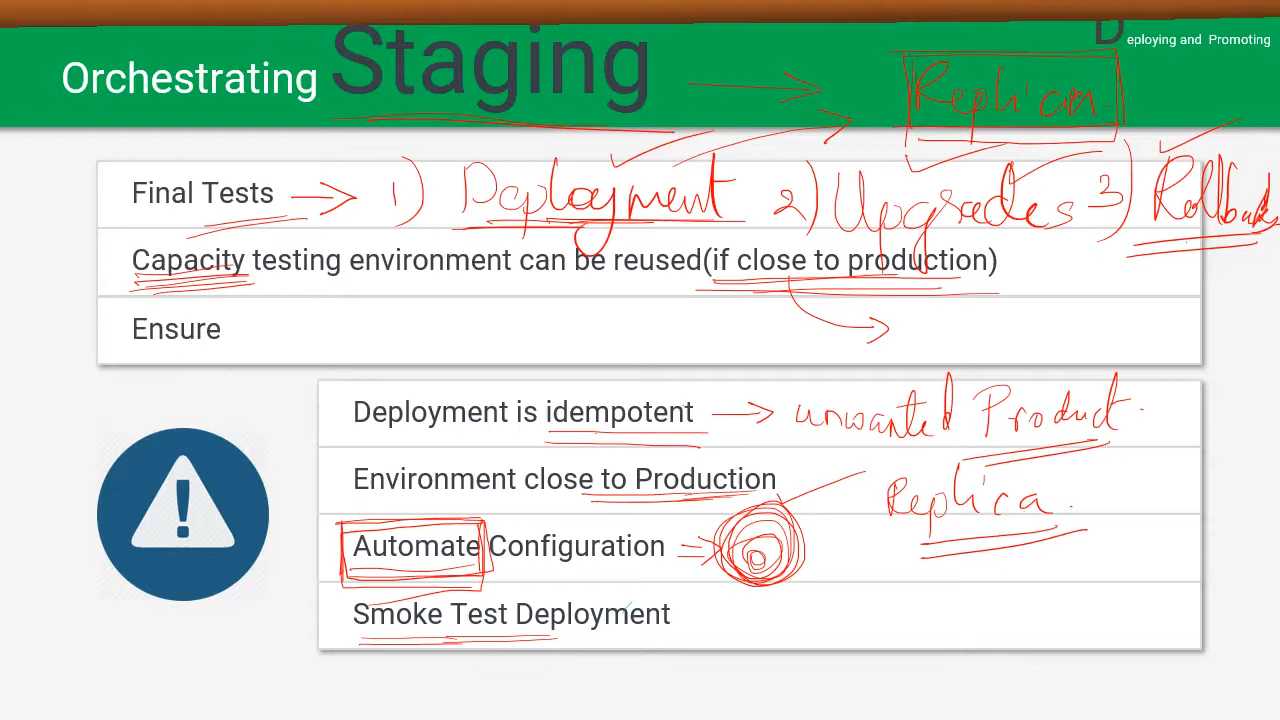 Deploying and Promoting
Orchestrating Staging
Replican
Final Tests 1) Deployment 2) Upgrades 3) Rollback
Capacity testing environment can be reused(if close to production)
Ensure
Deployment is idempotent unwanted Product
Environment close to Production Replica
Automate Configuration
Smoke Test Deployment